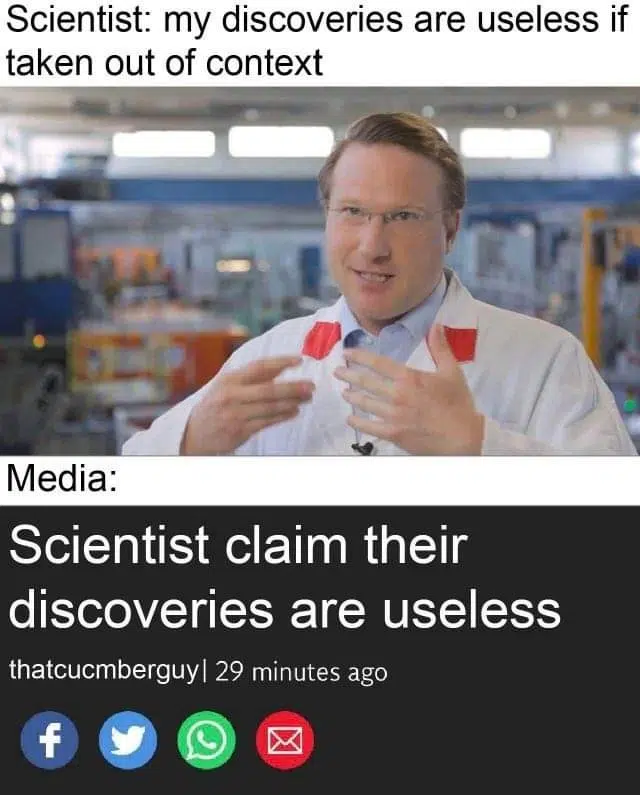 Scientist: my discoveries are useless if
taken out of context
Media:
Scientist claim their
discoveries are useless
thatcucmberguy| 29 minutes ago